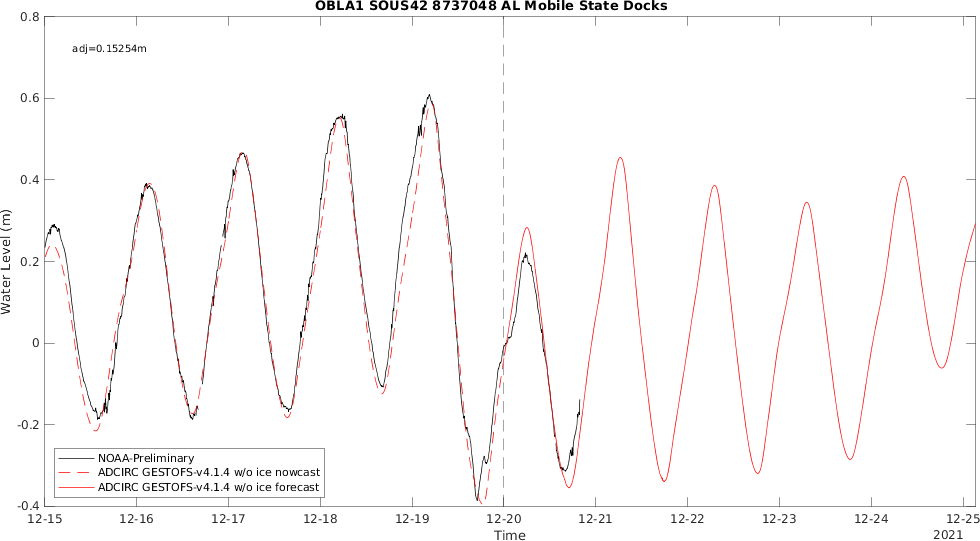 OBLA1 SOUS42 8737048 AL Mobile State Docks
adj=0.15254m
Water Level (m)
0.8
0.6
0.4
0.2
0
-0.2
-0.4
NOAA-Preliminary
ADCIRC GESTOFS-v4.1.4 w/o ice nowcast
ADCIRC GESTOFS-v4.1.4 w/o ice forecast
12-15 12-16 12-17 12-18 12-19 12-20 12-21 12-22 12-23 12-24 12-25
Time
2021